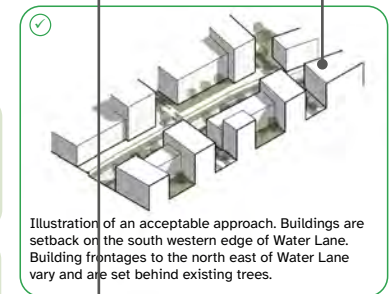 Illustration of an acceptable approach. Buildings are
setback on the south western edge of Water Lane.
Building frontages to the north east of Water Lane
vary and are set behind existing trees.